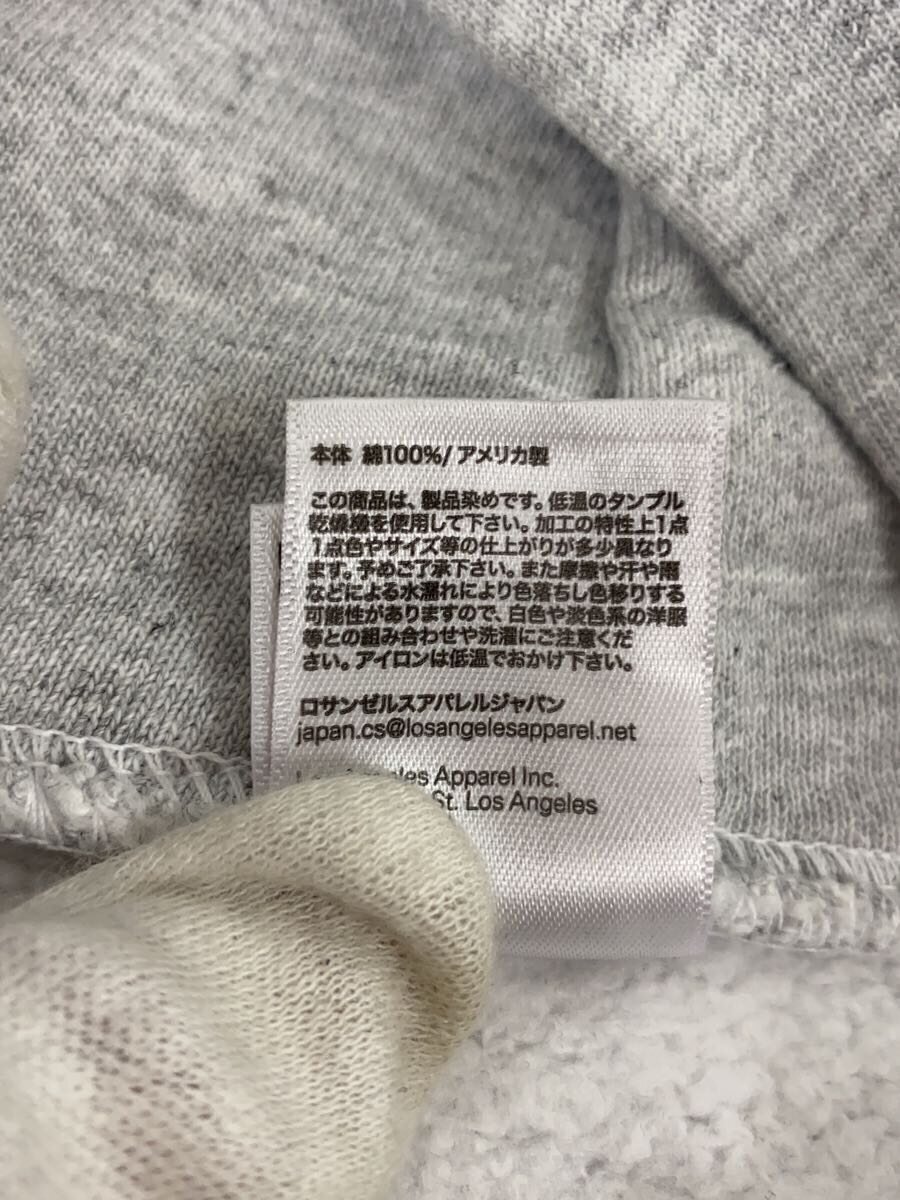 本体 綿100%/アメリカ製
この商品は、製品染めです。低温のタンブル
乾燥機を使用して下さい。加工の特性上1点
1点色やサイズ等の仕上がりが多少異なり
ます。予めご了承下さい。また摩擦や汗や雨
などによる水濡れにより色落ちし色移りする
可能性がありますので、白色や淡色系の洋服
等との組み合わせや洗濯にご注意くだ
さい。アイロンは低温でおかけ下さい。
ロサンゼルスアパレルジャパン
japan.cs@losangelesapparel.net
Apparel Inc.
St. Los Angeles